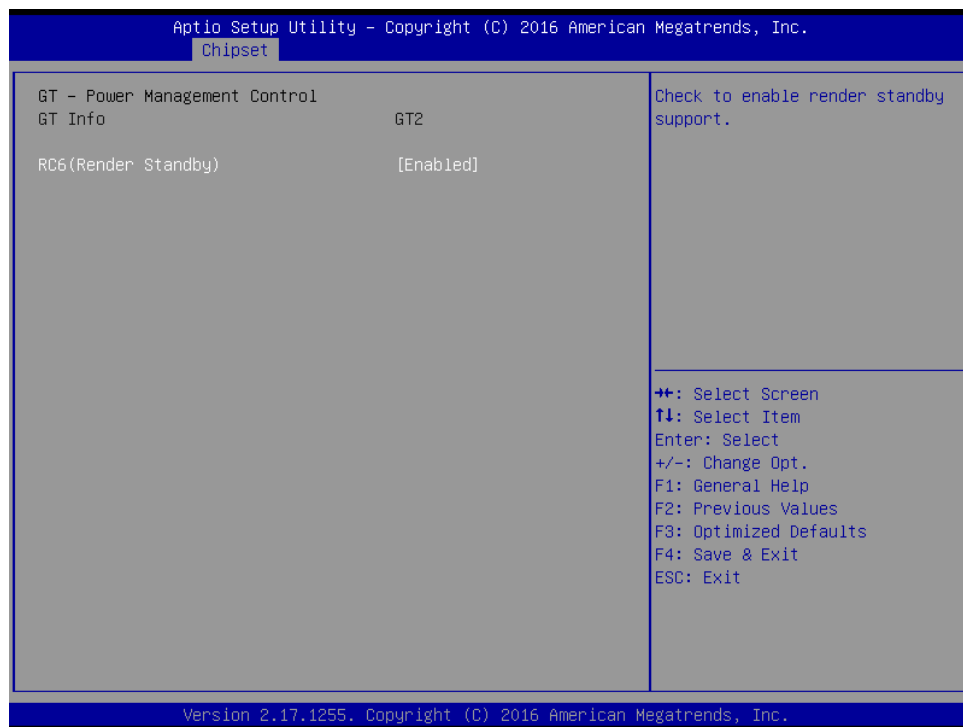 Aptio Setup Utility – Copyright (C) 2016 American Megatrends, Inc.
Chipset
GT – Power Management Control
GT Info GT2
RC6(Render Standby) [Enabled]
Check to enable render standby
support.
→←: Select Screen
↑↓: Select Item
Enter: Select
+/-: Change Opt.
F1: General Help
F2: Previous Values
F3: Optimized Defaults
F4: Save & Exit
ESC: Exit
Version 2.17.1255. Copyright (C) 2016 American Megatrends, Inc.